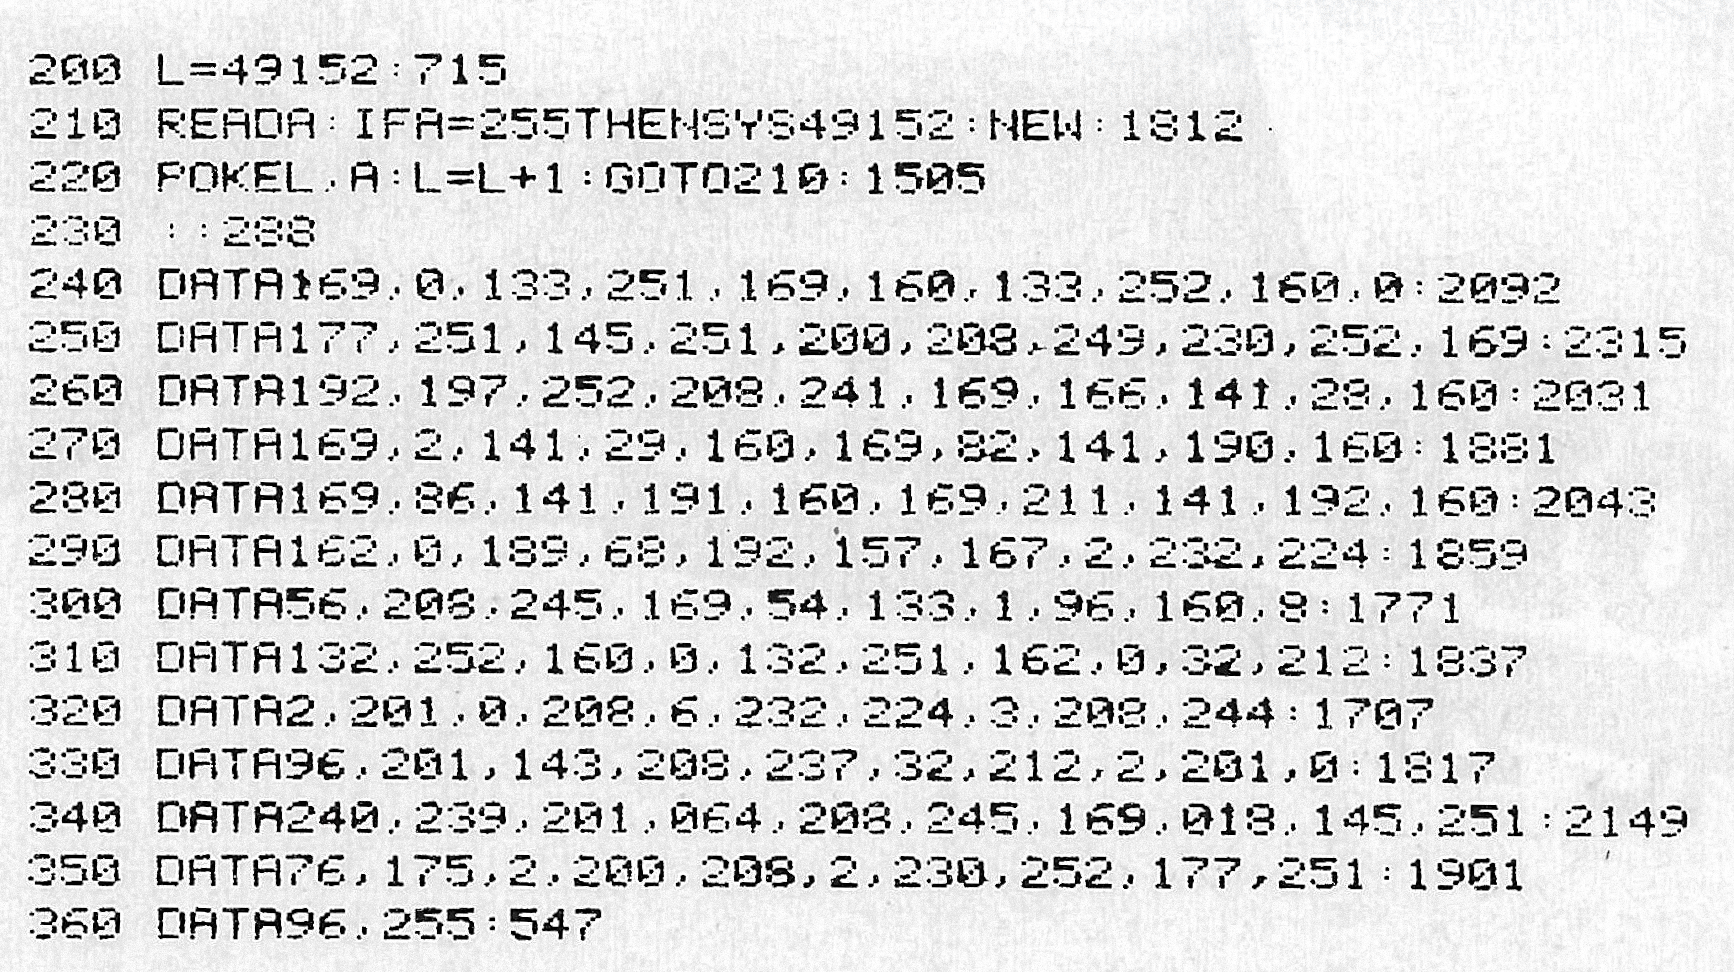 200 L=49152:715
210 READA:IFA=255THENSYS49152:NEW:1812
220 POKEL,A:L=L+1:GOTO210:1505
230 ::288
240 DATA169,0,133,251,169,160,133,252,160,0:2092
250 DATA177,251,145,251,200,208,249,230,252,169:2315
260 DATA192,197,252,208,241,169,166,141,28,160:2031
270 DATA169,2,141,29,160,169,82,141,190,160:1881
280 DATA169,86,141,191,160,169,211,141,192,160:2043
290 DATA162,0,189,68,192,157,167,2,232,224:1859
300 DATA56,208,245,169,54,133,1,96,160,8:1771
310 DATA132,252,160,0,132,251,162,0,32,212:1837
320 DATA2,201,0,208,6,232,224,3,208,244:1707
330 DATA96,201,143,208,237,32,212,2,201,0:1817
340 DATA240,239,201,064,208,245,169,018,145,251:2149
350 DATA76,175,2,200,208,2,230,252,177,251:1901
360 DATA96,255:547